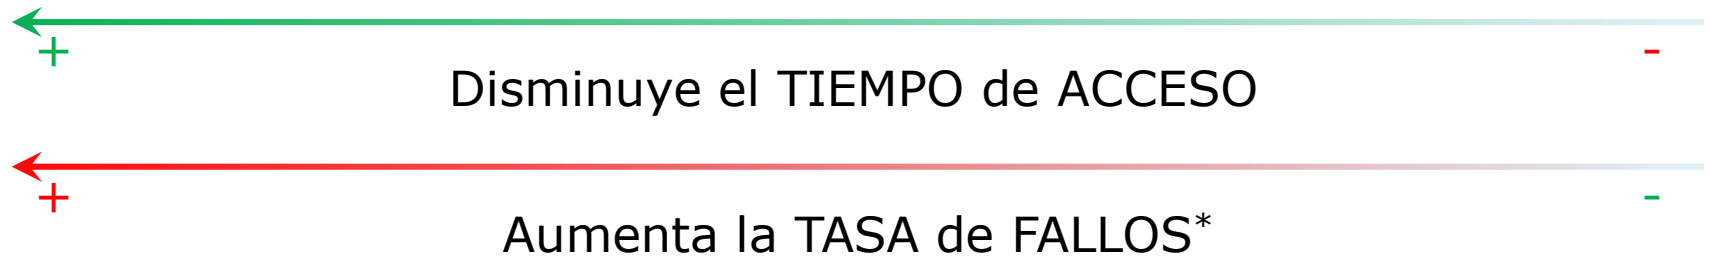 + -
Disminuye el TIEMPO de ACCESO
+ -
Aumenta la TASA de FALLOS*